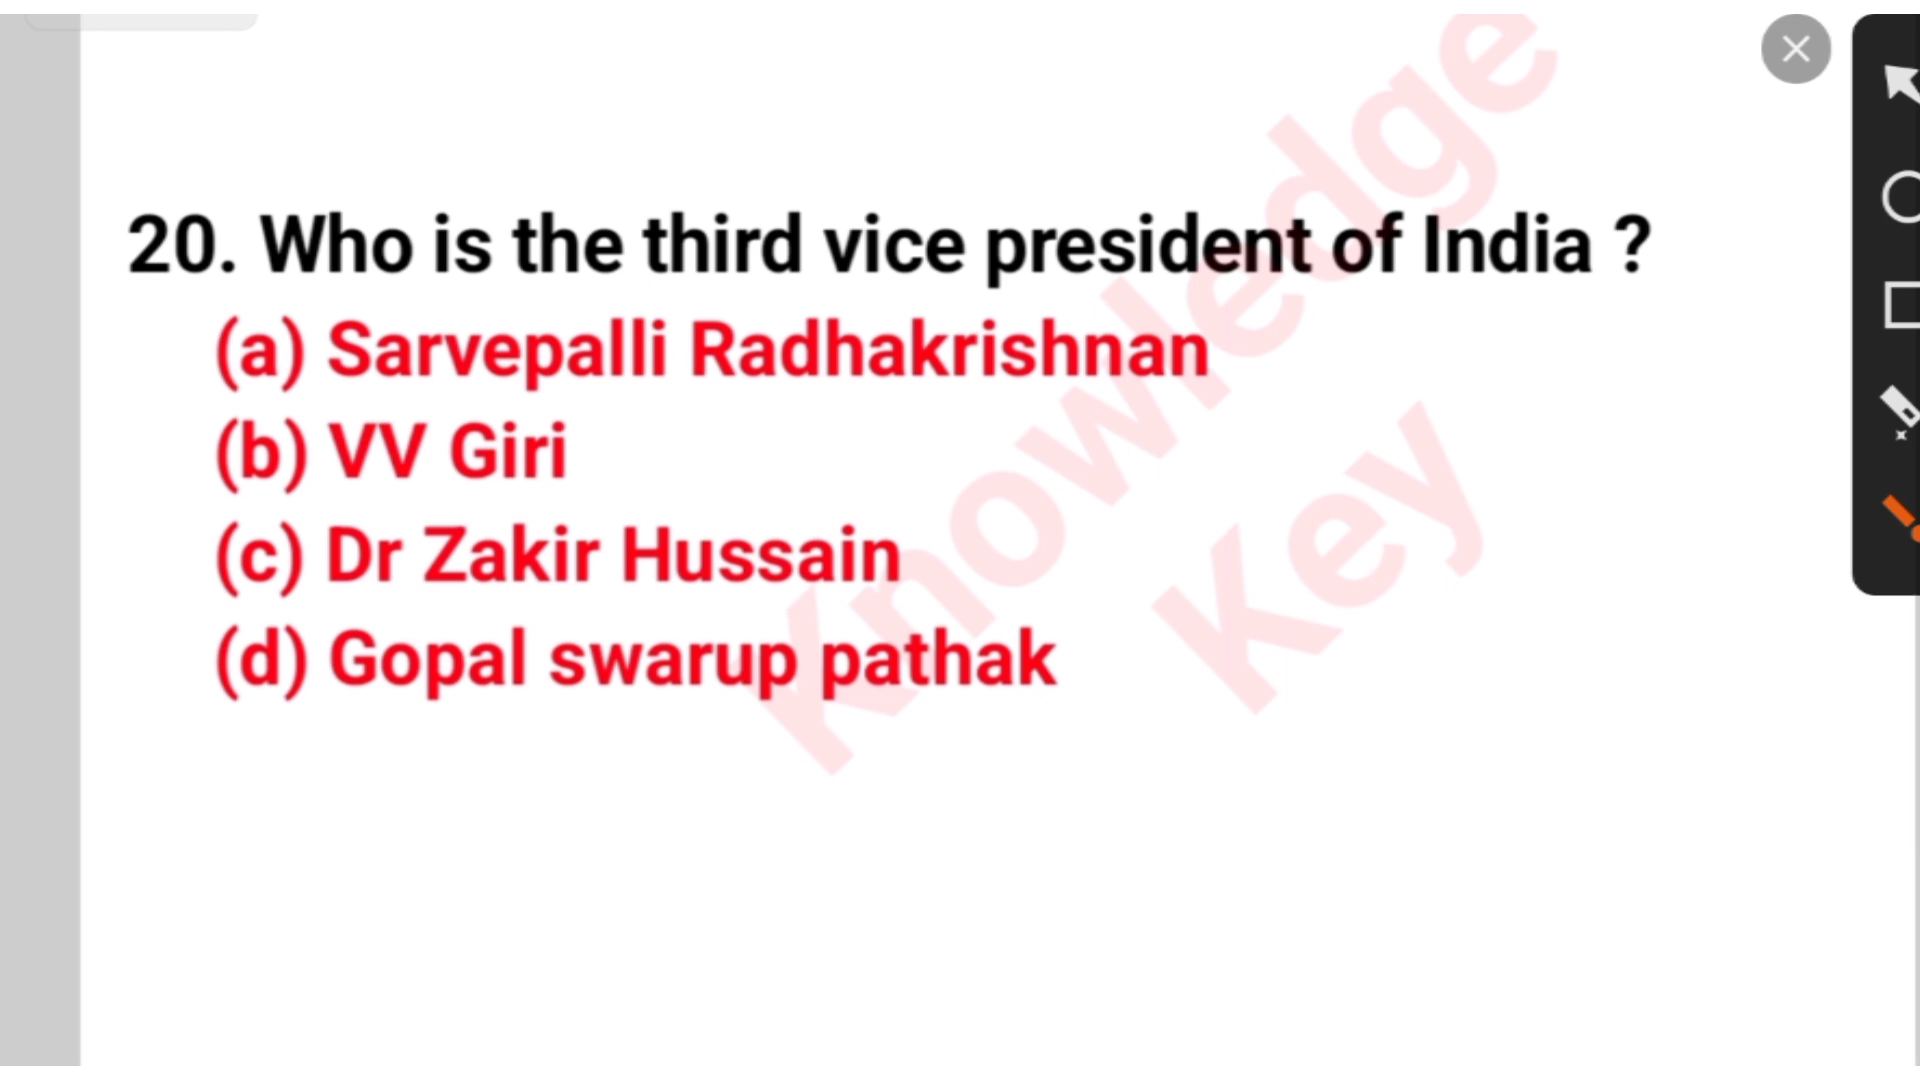 20. Who is the third vice president of India ?
(a) Sarvepalli Radhakrishnan
(b) VV Giri
(c) Dr Zakir Hussain
(d) Gopal swarup pathak
Knowledge
Key